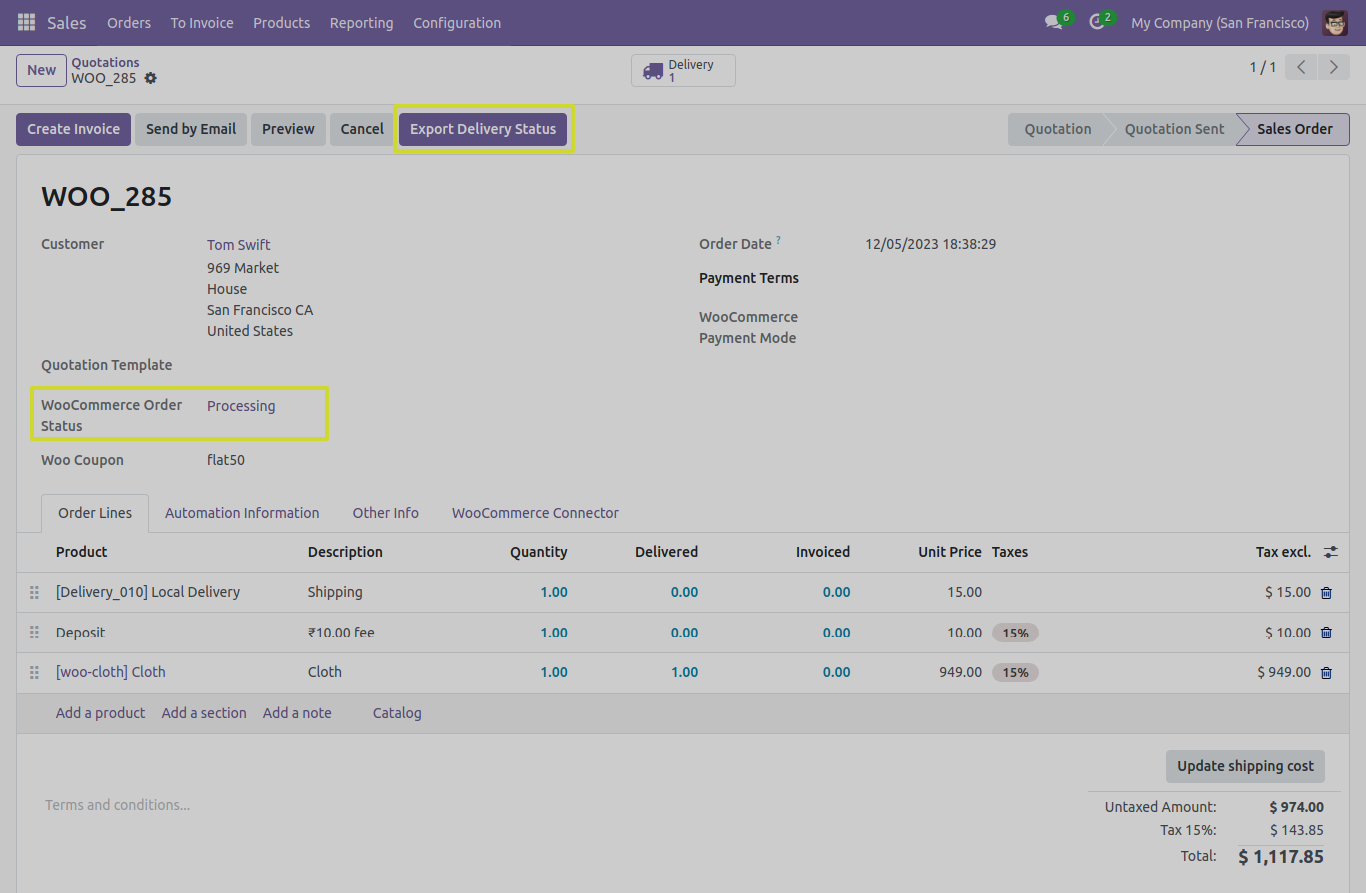 Sales Orders To Invoice Products Reporting Configuration 6 2 My Company (San Francisco)
New Quotations Delivery 1 / 1
WOO_285 1
Create Invoice Send by Email Preview Cancel Export Delivery Status Quotation Quotation Sent Sales Order
WOO_285
Customer Tom Swift Order Date ? 12/05/2023 18:38:29
969 Market
House Payment Terms
San Francisco CA WooCommerce
United States Payment Mode
Quotation Template
WooCommerce Order Processing
Status
Woo Coupon flat50
Order Lines Automation Information Other Info WooCommerce Connector
Product Description Quantity Delivered Invoiced Unit Price Taxes Tax excl.
[Delivery_010] Local Delivery Shipping 1.00 0.00 0.00 15.00 $ 15.00
Deposit ₹10.00 fee 1.00 0.00 0.00 10.00 15% $ 10.00
[woo-cloth] Cloth Cloth 1.00 1.00 0.00 949.00 15% $ 949.00
Add a product Add a section Add a note Catalog
Update shipping cost
Terms and conditions... Untaxed Amount: $ 974.00
Tax 15%: $ 143.85
Total: $ 1,117.85